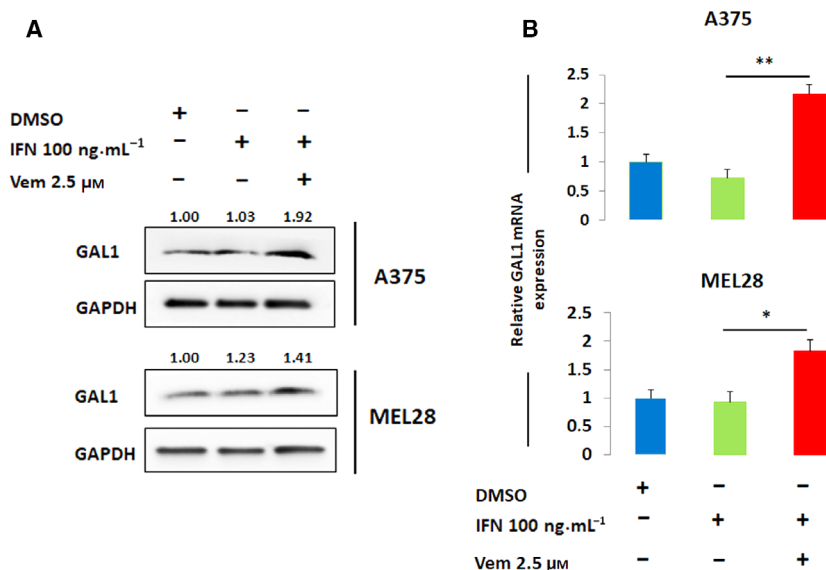 A
DMSO + − −
IFN 100 ng·mL⁻¹ − + +
Vem 2.5 μM − − +
1.00 1.03 1.92
GAL1
GAPDH
A375
1.00 1.23 1.41
GAL1
GAPDH
MEL28
B
A375
**
2.5
2
1.5
1
0.5
0
Relative GAL1 mRNA
expression
MEL28
*
2.5
2
1.5
1
0.5
0
DMSO + − −
IFN 100 ng·mL⁻¹ − + +
Vem 2.5 μM − − +